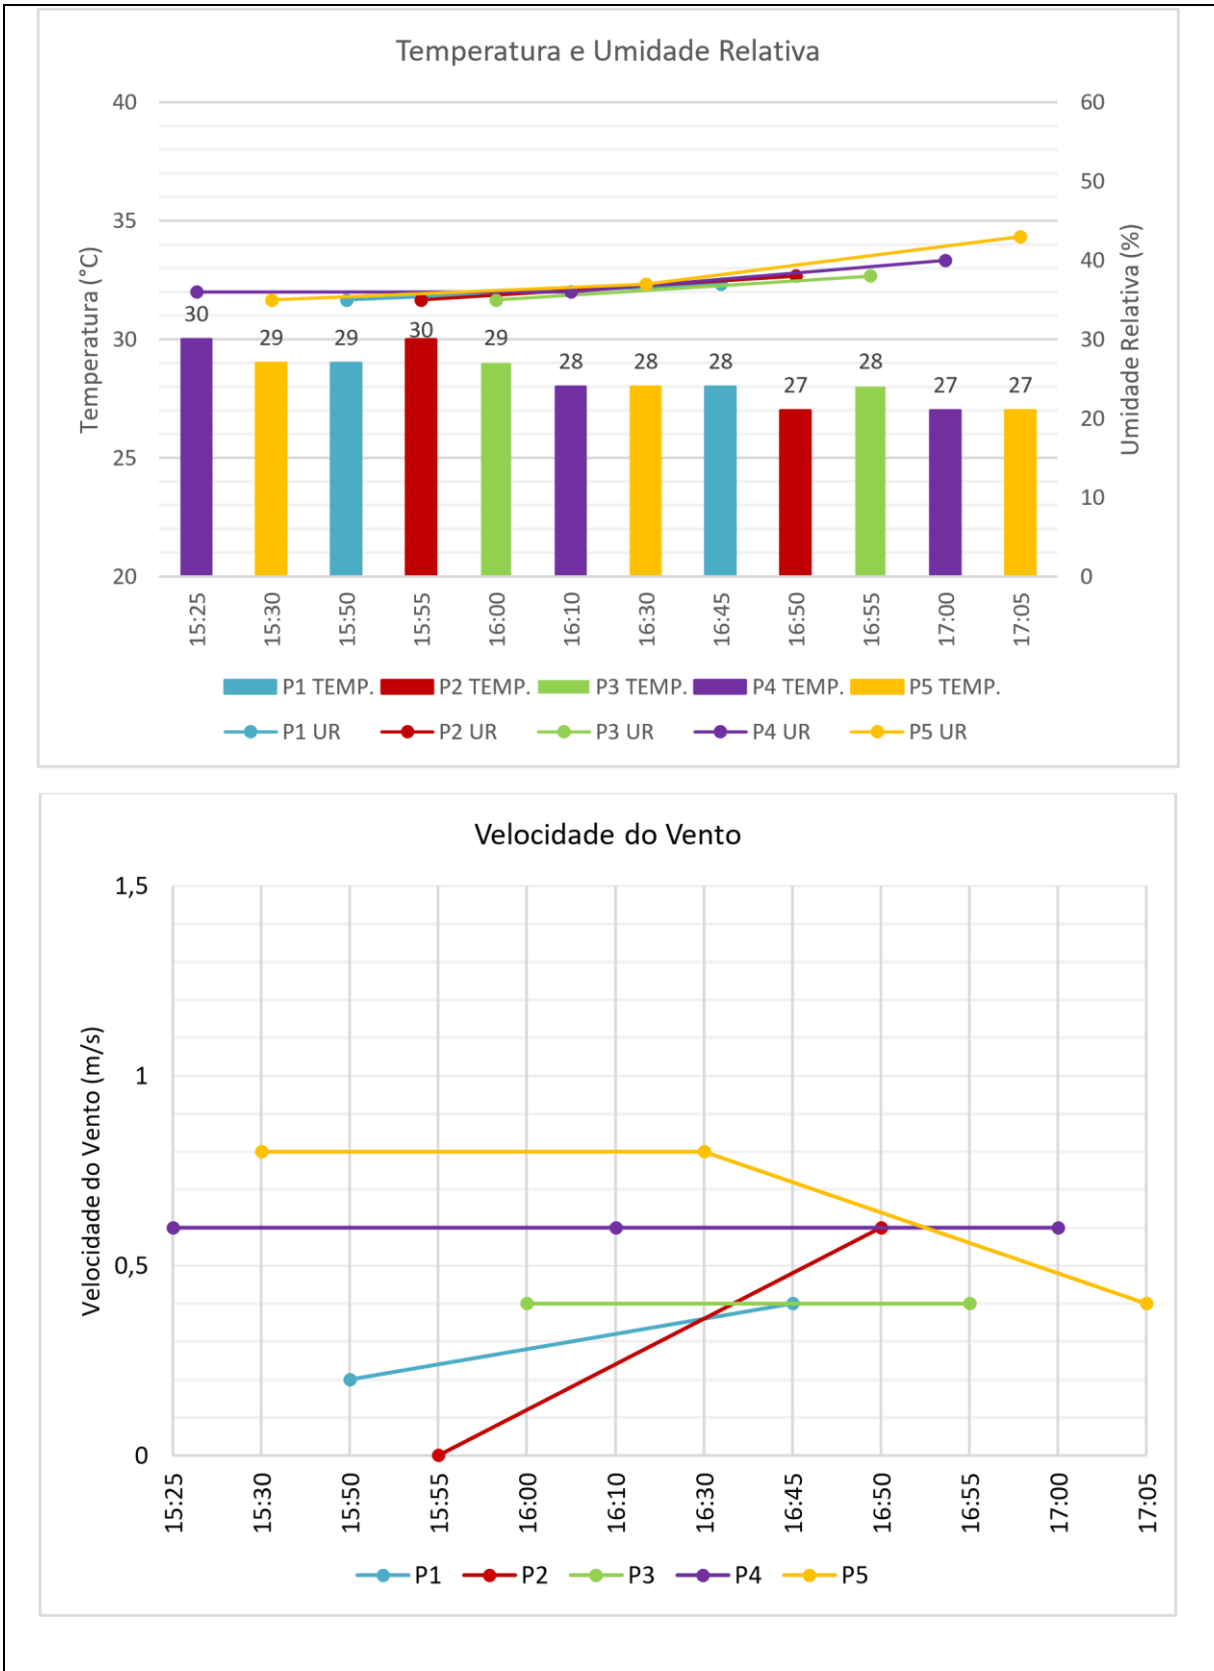 Temperatura e Umidade Relativa
40
35
30
25
20
Temperatura (°C)
60
50
40
30
20
10
0
Umidade Relativa (%)
30 29 29 30 29 28 28 28 27 28 27 27
15:25 15:30 15:50 15:55 16:00 16:10 16:30 16:45 16:50 16:55 17:00 17:05
P1 TEMP. P2 TEMP. P3 TEMP. P4 TEMP. P5 TEMP.
P1 UR P2 UR P3 UR P4 UR P5 UR
Velocidade do Vento
1,5
1
0,5
0
Velocidade do Vento (m/s)
15:25 15:30 15:50 15:55 16:00 16:10 16:30 16:45 16:50 16:55 17:00 17:05
P1 P2 P3 P4 P5